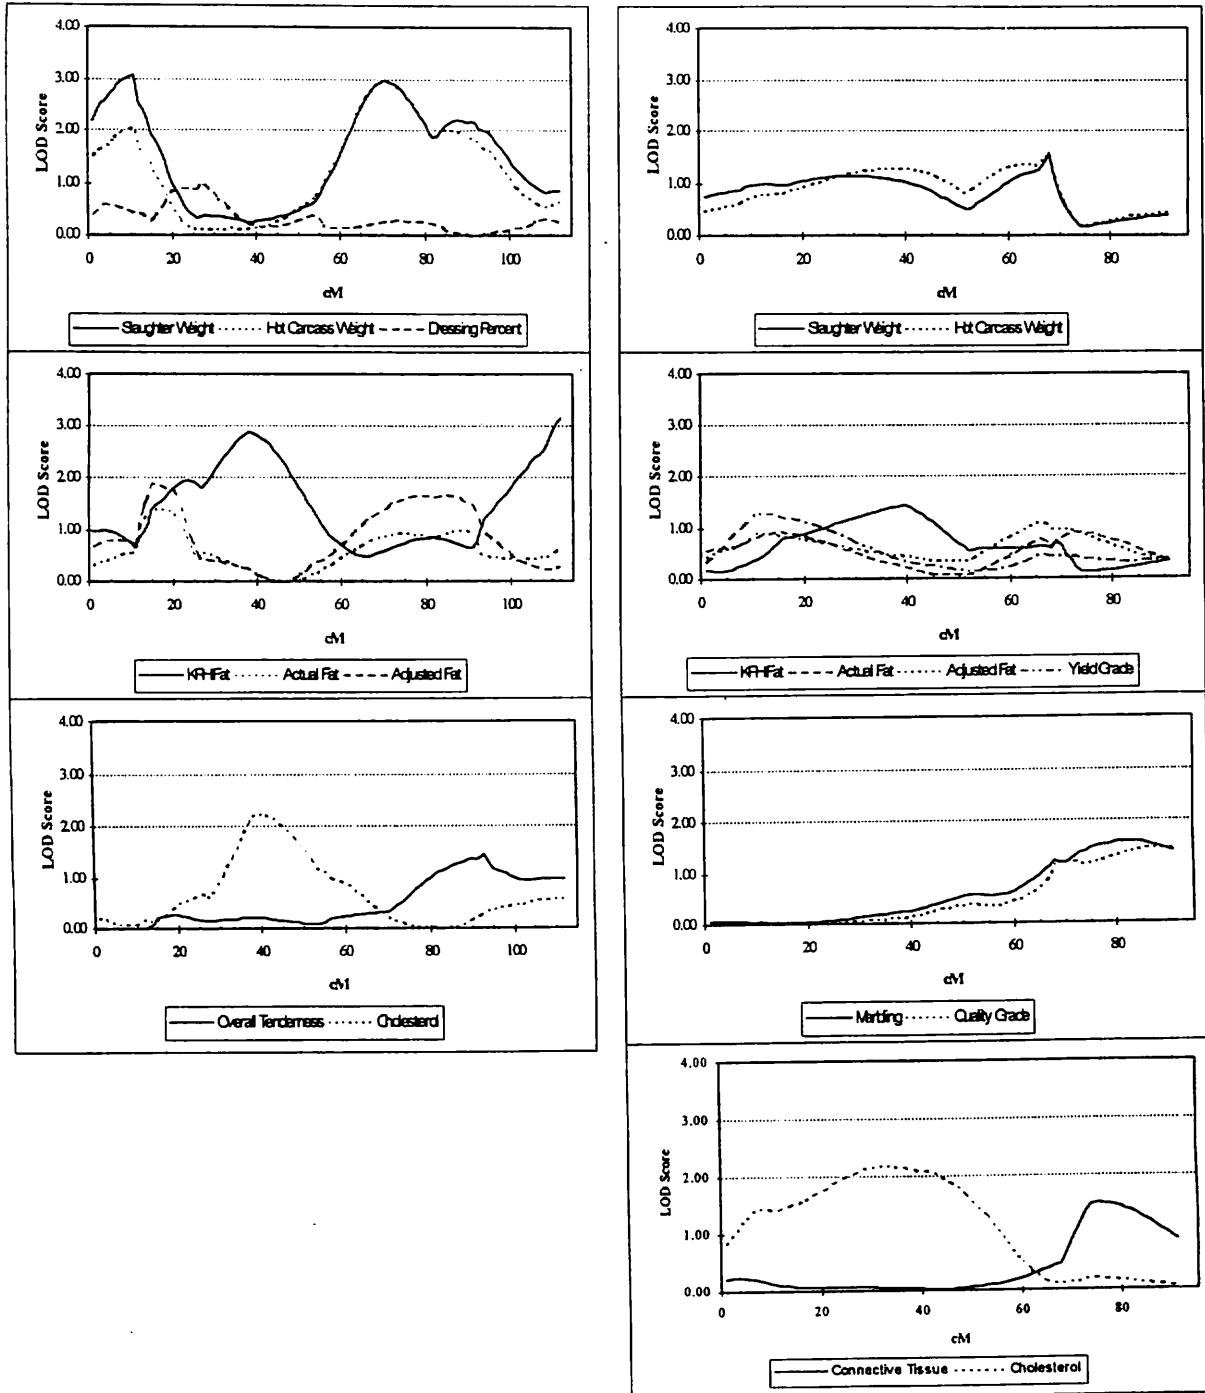 4.00
3.00
2.00
1.00
0.00
LOD Score
0 20 40 60 80 100
cM
Slaughter Weight Hot Carcass Weight Dressing Percent
4.00
3.00
2.00
1.00
0.00
LOD Score
0 20 40 60 80 100
cM
KPH Fat Actual Fat Adjusted Fat
4.00
3.00
2.00
1.00
0.00
LOD Score
0 20 40 60 80 100
cM
Overall Tenderness Cholesterol
4.00
3.00
2.00
1.00
0.00
LOD Score
0 20 40 60 80
cM
Slaughter Weight Hot Carcass Weight
4.00
3.00
2.00
1.00
0.00
LOD Score
0 20 40 60 80
cM
KPH Fat Actual Fat Adjusted Fat Yield Grade
4.00
3.00
2.00
1.00
0.00
LOD Score
0 20 40 60 80
cM
Marbling Quality Grade
4.00
3.00
2.00
1.00
0.00
LOD Score
0 20 40 60 80
cM
Connective Tissue Cholesterol